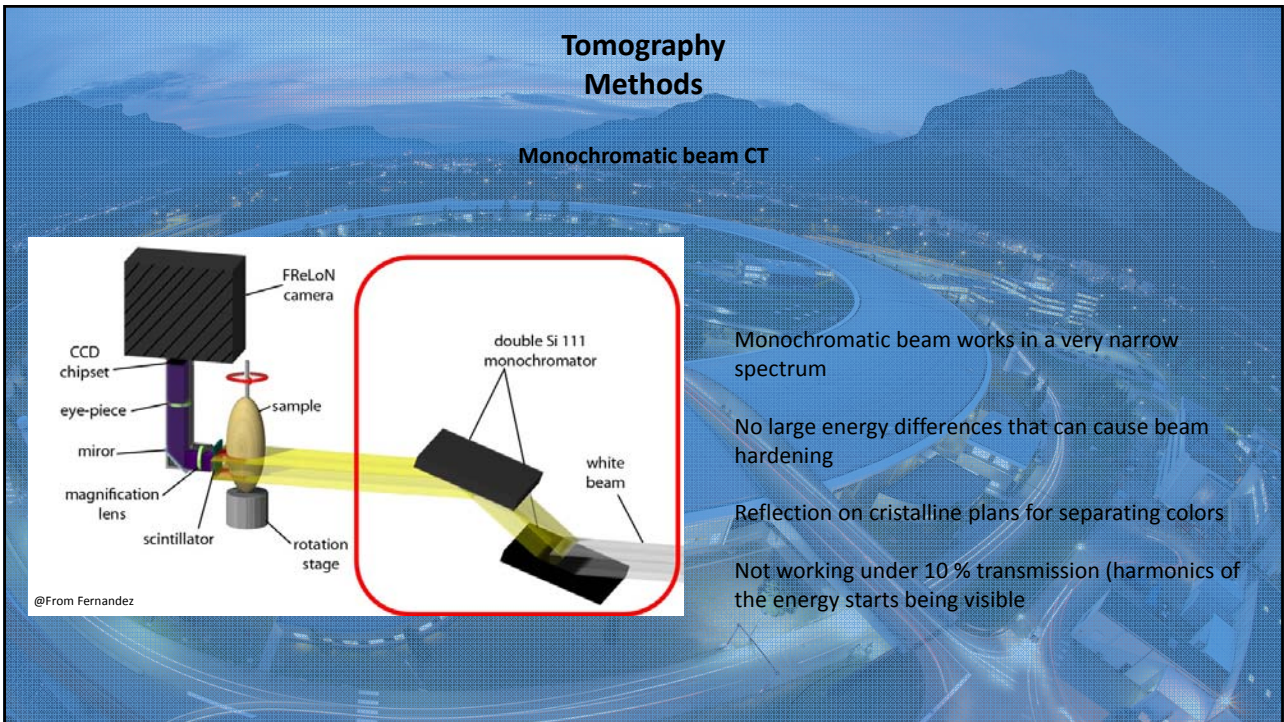 Tomography
Methods
Monochromatic beam CT
FReLoN
camera
CCD
chipset
eye-piece
miror
magnification
lens
scintillator
sample
rotation
stage
double Si 111
monochromator
white
beam
@From Fernandez
Monochromatic beam works in a very narrow
spectrum
No large energy differences that can cause beam
hardening
Reflection on cristalline plans for separating colors
Not working under 10 % transmission (harmonics of
the energy starts being visible